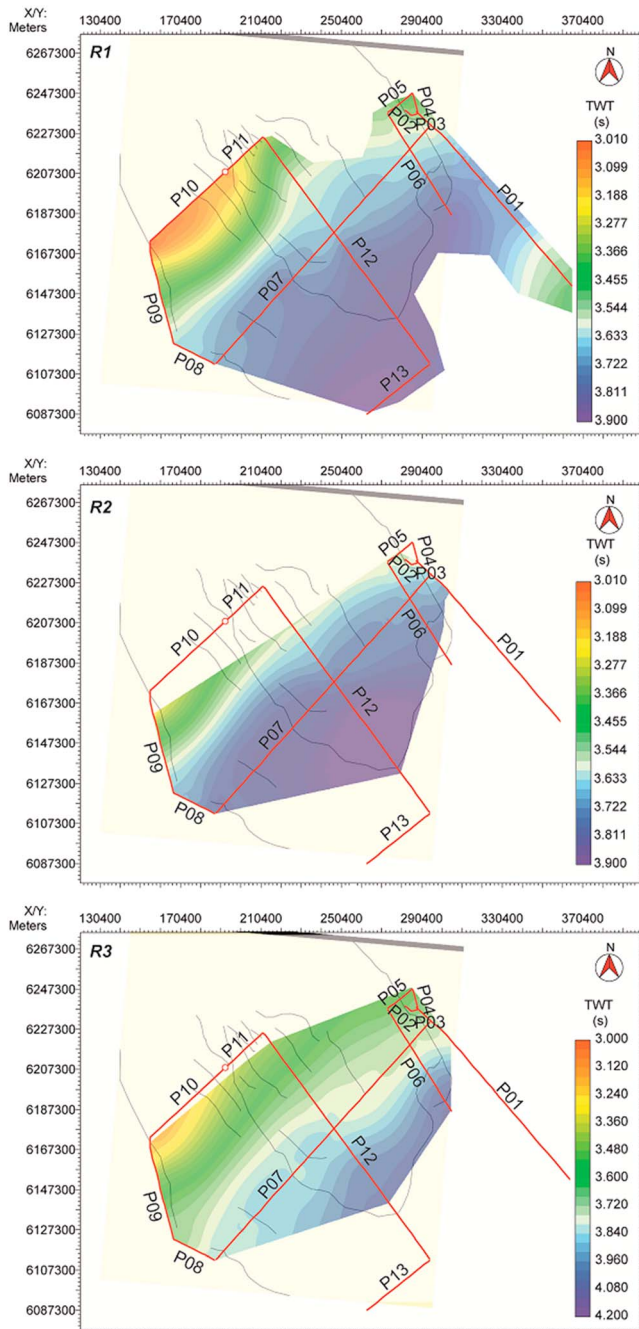 X/Y:
Meters
130400 170400 210400 250400 290400 330400 370400
R1
6267300
6247300
6227300
6207300
6187300
6167300
6147300
6127300
6107300
6087300
P05
P04
P02
P03
P11
P10
P06
P01
P12
P07
P09
P08
P13
N
TWT
(s)
3.010
3.099
3.188
3.277
3.366
3.455
3.544
3.633
3.722
3.811
3.900
X/Y:
Meters
130400 170400 210400 250400 290400 330400 370400
R2
6267300
6247300
6227300
6207300
6187300
6167300
6147300
6127300
6107300
6087300
P05
P04
P02
P03
P11
P10
P06
P01
P12
P07
P09
P08
P13
N
TWT
(s)
3.010
3.099
3.188
3.277
3.366
3.455
3.544
3.633
3.722
3.811
3.900
X/Y:
Meters
130400 170400 210400 250400 290400 330400 370400
R3
6267300
6247300
6227300
6207300
6187300
6167300
6147300
6127300
6107300
6087300
P05
P04
P02
P03
P11
P10
P06
P01
P12
P07
P09
P08
P13
N
TWT
(s)
3.000
3.120
3.240
3.360
3.480
3.600
3.720
3.840
3.960
4.080
4.200